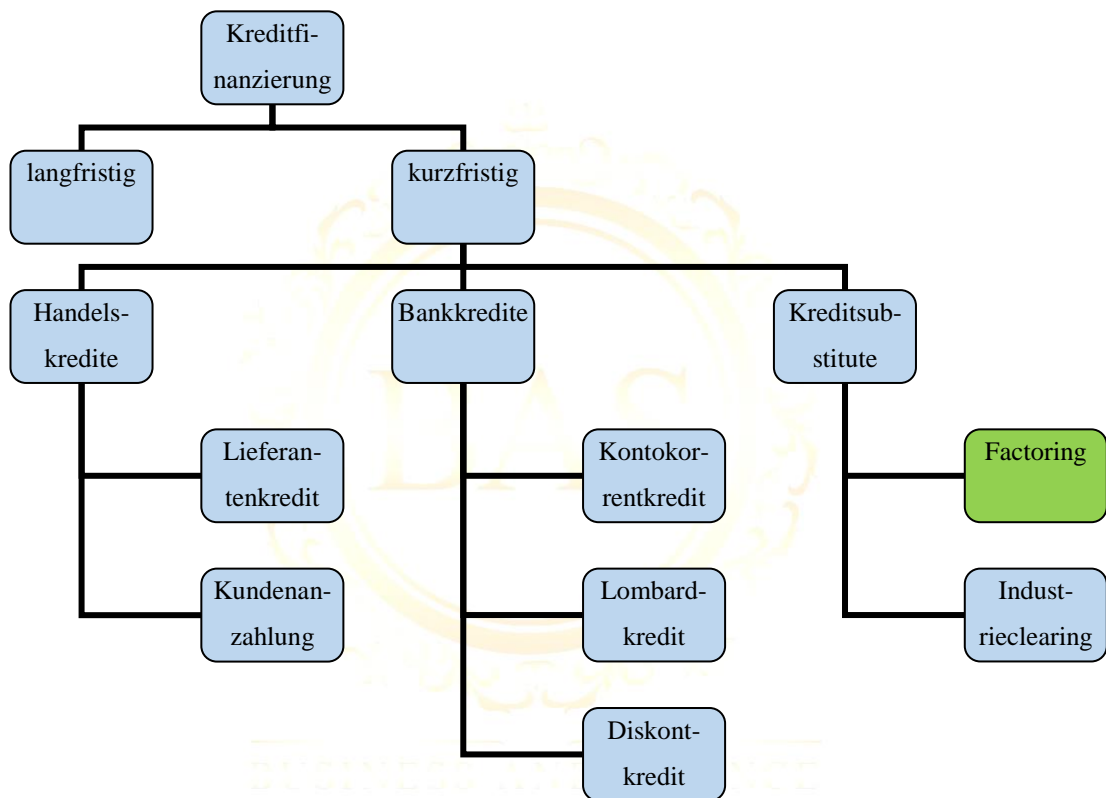 Kreditfi-
nanzierung
langfristig
kurzfristig
Handels-
kredite
Bankkredite
Kreditsub-
stitute
Lieferan-
tenkredit
Kontokor-
rentkredit
Factoring
Kundenan-
zahlung
Lombard-
kredit
Indust-
rieclearing
Diskont-
kredit
DAS